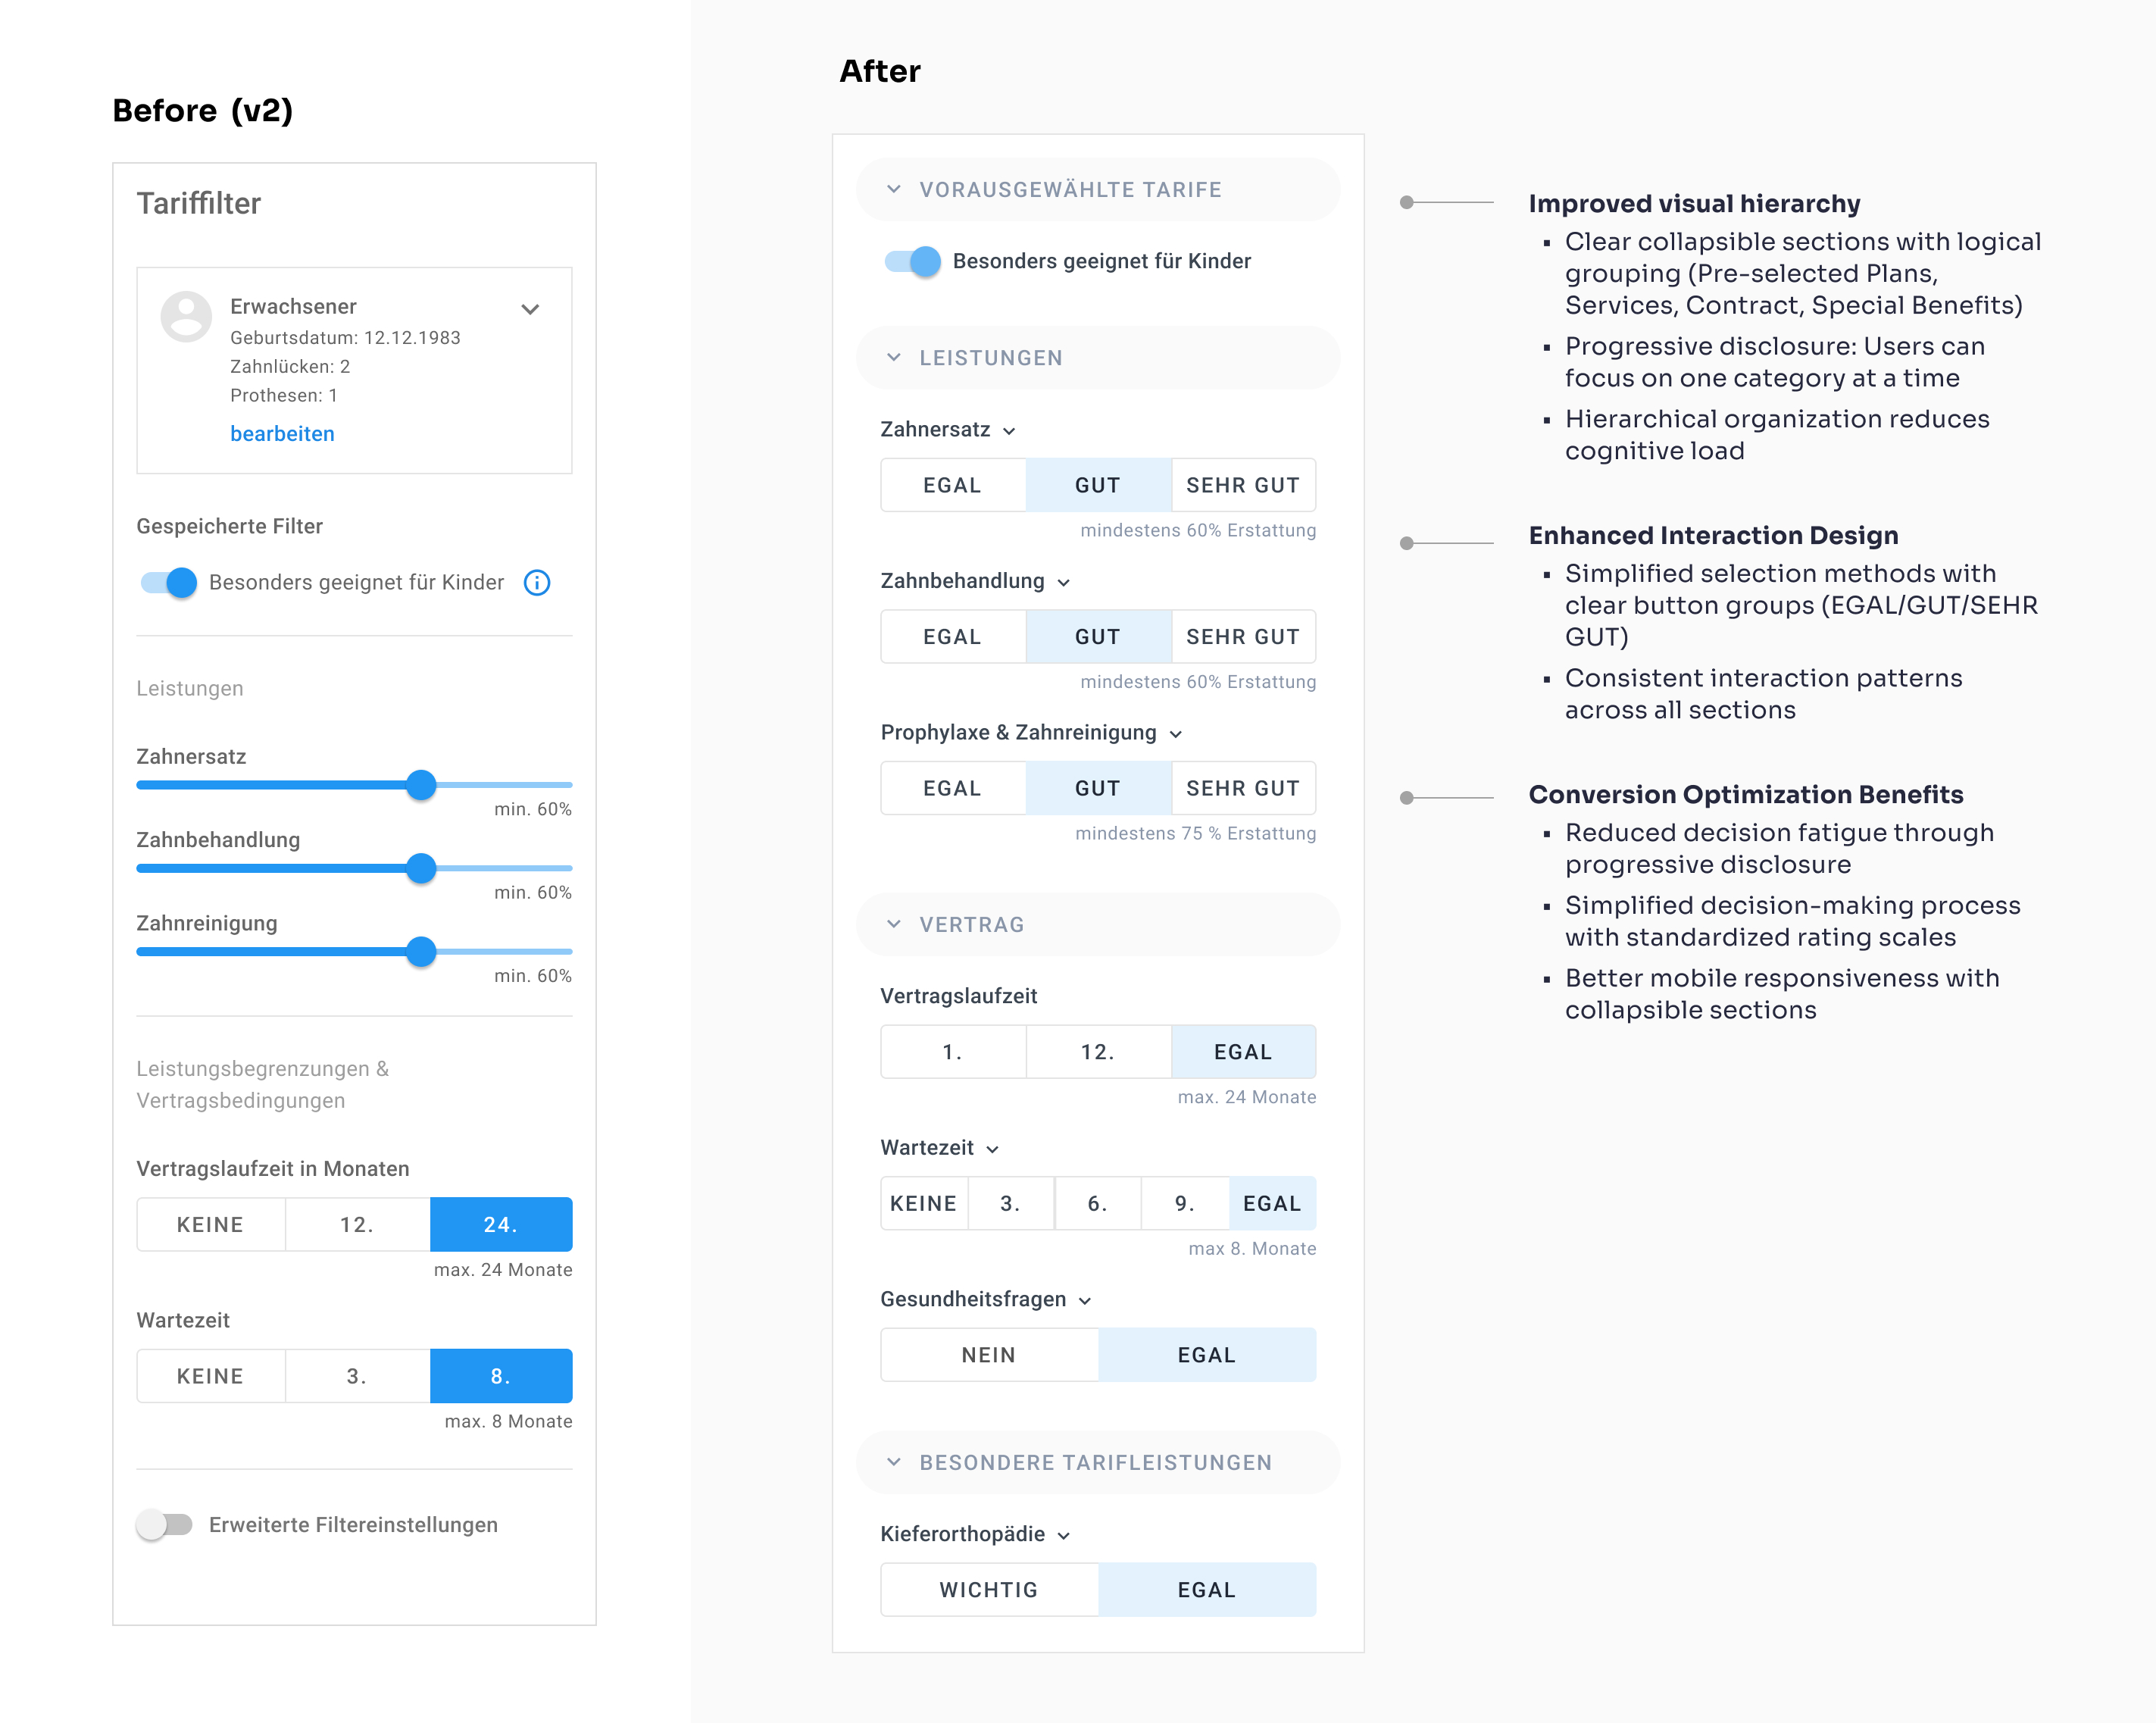 Before (v2)
Tariffilter
Erwachsener
Geburtsdatum: 12.12.1983
Zahnlücken: 2
Prothesen: 1
bearbeiten
Gespeicherte Filter
Besonders geeignet für Kinder
Leistungen
Zahnersatz
min. 60%
Zahnbehandlung
min. 60%
Zahnreinigung
min. 60%
Leistungsbegrenzungen &
Vertragsbedingungen
Vertragslaufzeit in Monaten
KEINE 12. 24.
max. 24 Monate
Wartezeit
KEINE 3. 8.
max. 8 Monate
Erweiterte Filtereinstellungen
After
VORAUSGEWÄHLTE TARIFE
Besonders geeignet für Kinder
LEISTUNGEN
Zahnersatz
EGAL GUT SEHR GUT
mindestens 60% Erstattung
Zahnbehandlung
EGAL GUT SEHR GUT
mindestens 60% Erstattung
Prophylaxe & Zahnreinigung
EGAL GUT SEHR GUT
mindestens 75 % Erstattung
VERTRAG
Vertragslaufzeit
1. 12. EGAL
max. 24 Monate
Wartezeit
KEINE 3. 6. 9. EGAL
max 8. Monate
Gesundheitsfragen
NEIN EGAL
BESONDERE TARIFLEISTUNGEN
Kieferorthopädie
WICHTIG EGAL
Improved visual hierarchy
▪ Clear collapsible sections with logical
grouping (Pre-selected Plans,
Services, Contract, Special Benefits)
▪ Progressive disclosure: Users can
focus on one category at a time
▪ Hierarchical organization reduces
cognitive load
Enhanced Interaction Design
▪ Simplified selection methods with
clear button groups (EGAL/GUT/SEHR
GUT)
▪ Consistent interaction patterns
across all sections
Conversion Optimization Benefits
▪ Reduced decision fatigue through
progressive disclosure
▪ Simplified decision-making process
with standardized rating scales
▪ Better mobile responsiveness with
collapsible sections